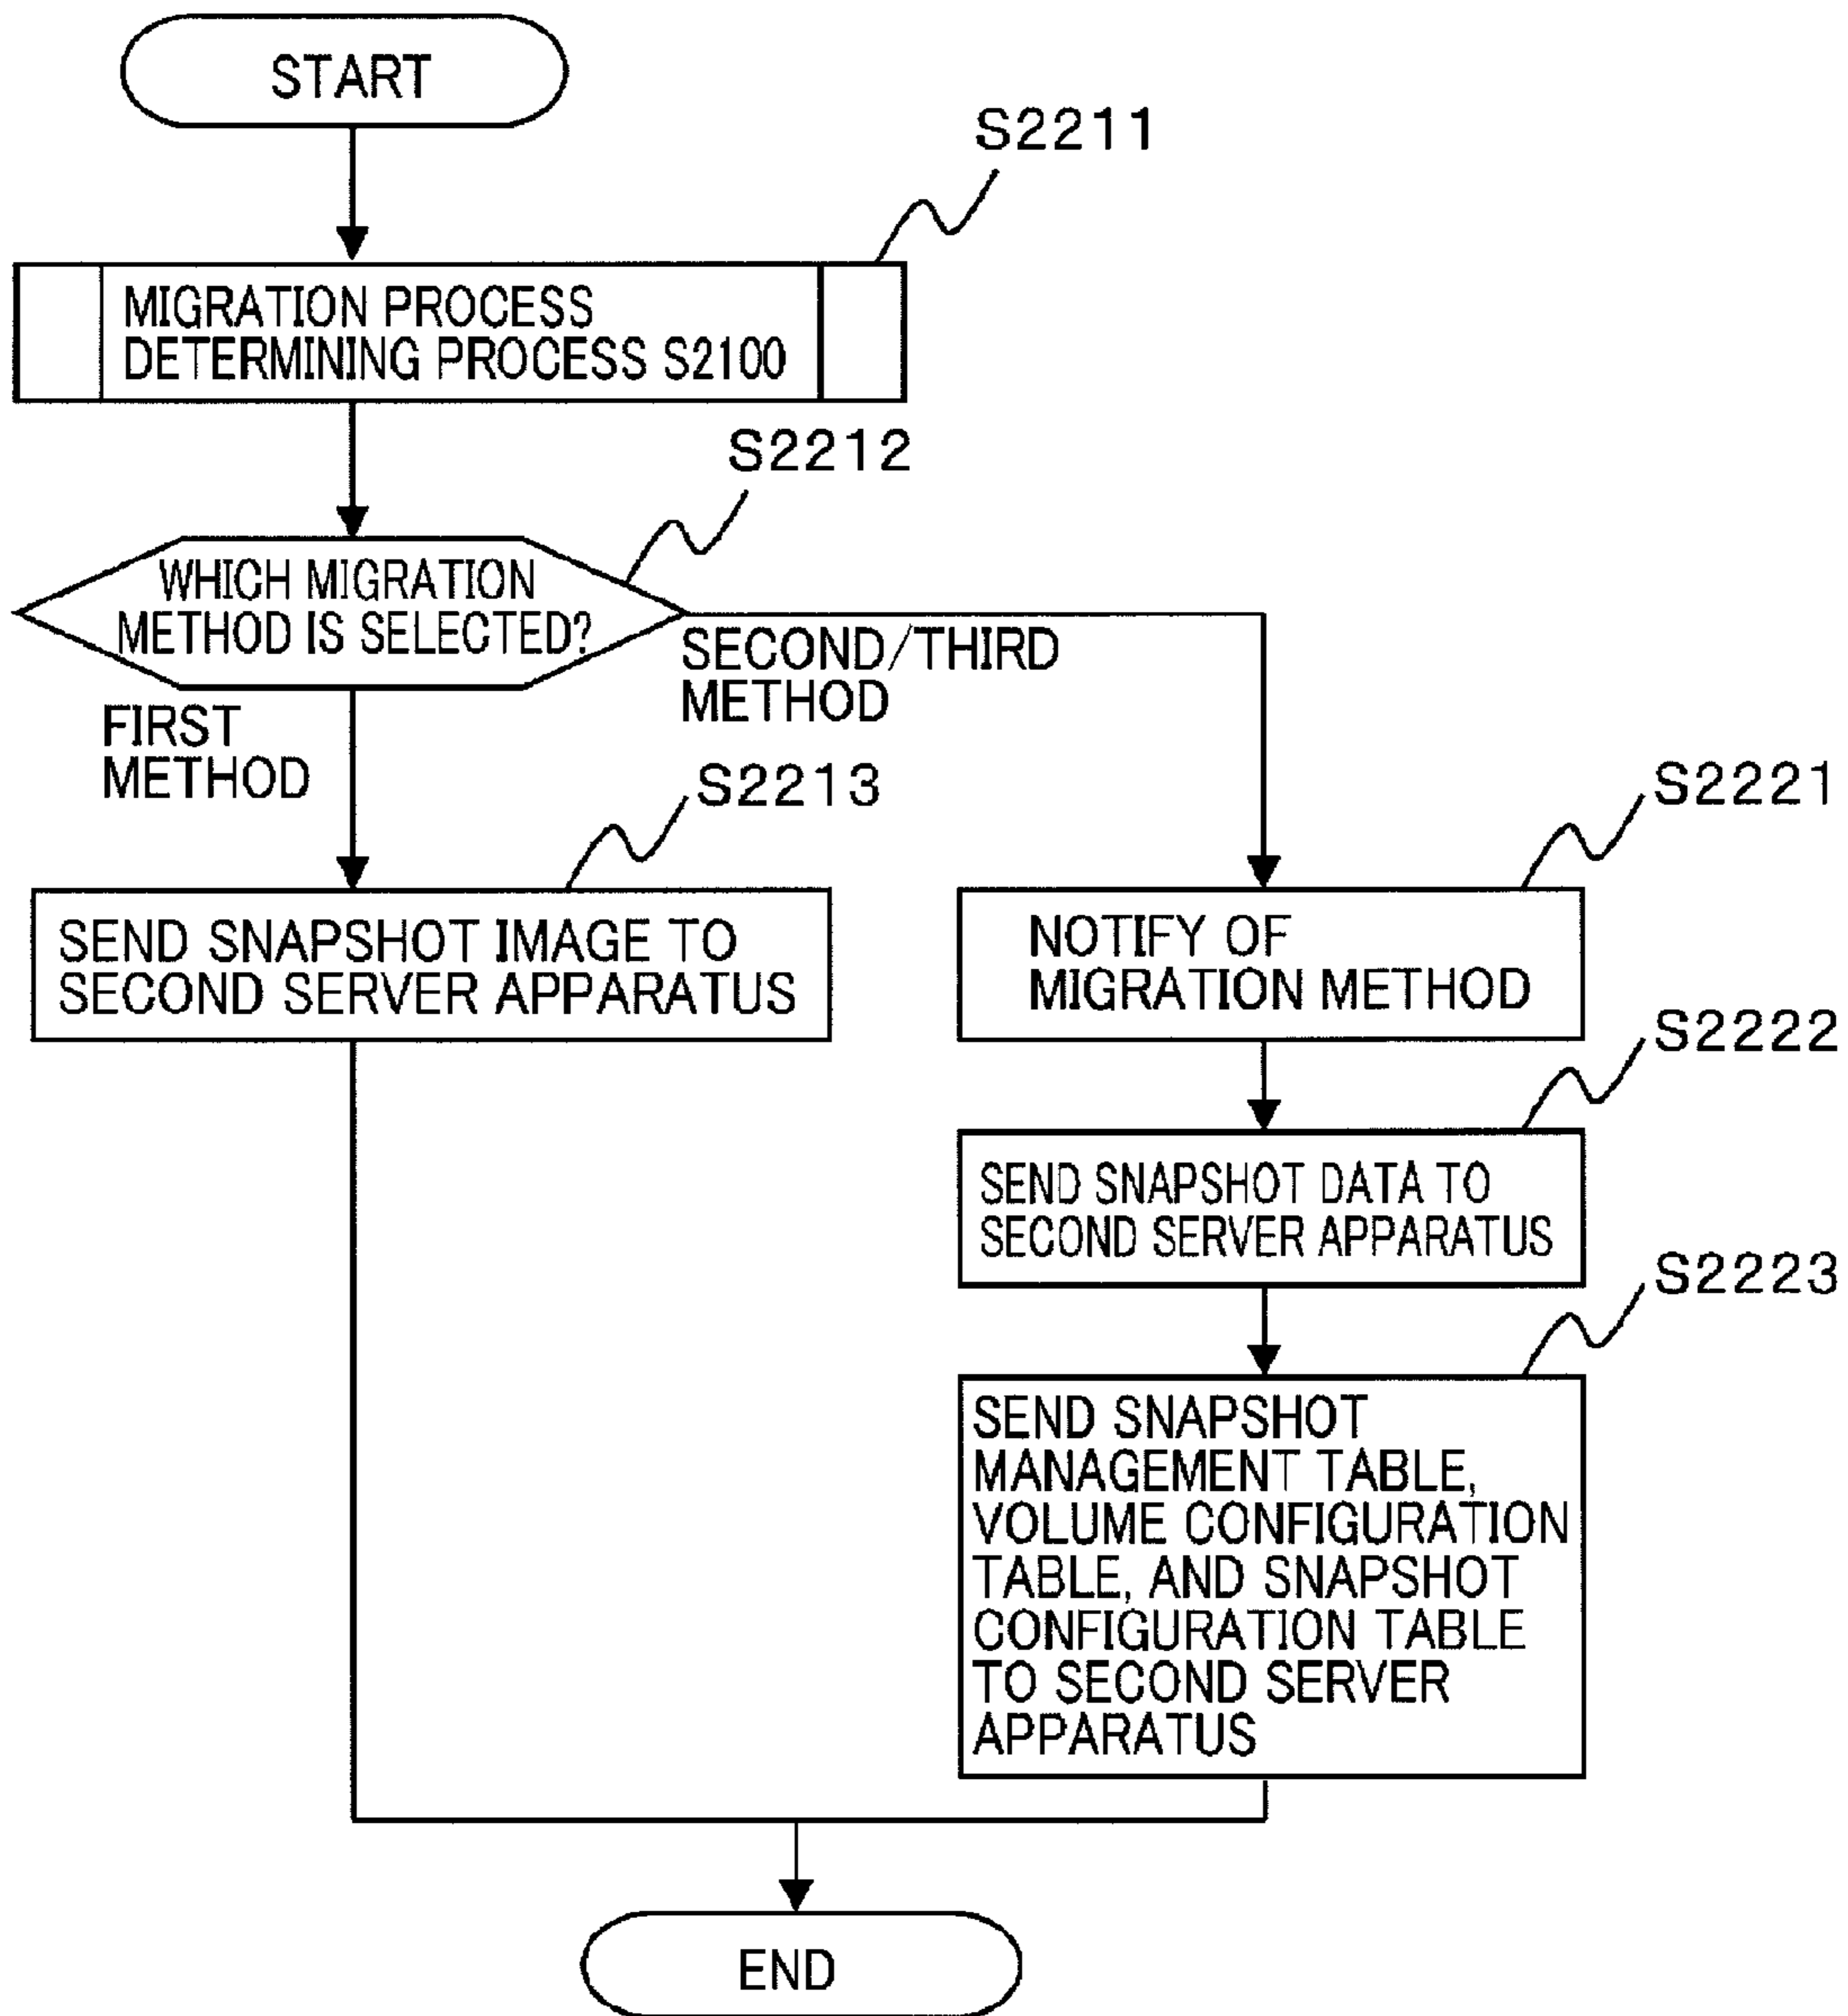 START
S2211
MIGRATION PROCESS
DETERMINING PROCESS S2100
S2212
WHICH MIGRATION
METHOD IS SELECTED?
SECOND/THIRD
METHOD
FIRST
METHOD
S2213
S2221
SEND SNAPSHOT IMAGE TO
SECOND SERVER APPARATUS
NOTIFY OF
MIGRATION METHOD
S2222
SEND SNAPSHOT DATA TO
SECOND SERVER APPARATUS
S2223
SEND SNAPSHOT
MANAGEMENT TABLE,
VOLUME CONFIGURATION
TABLE, AND SNAPSHOT
CONFIGURATION TABLE
TO SECOND SERVER
APPARATUS
END